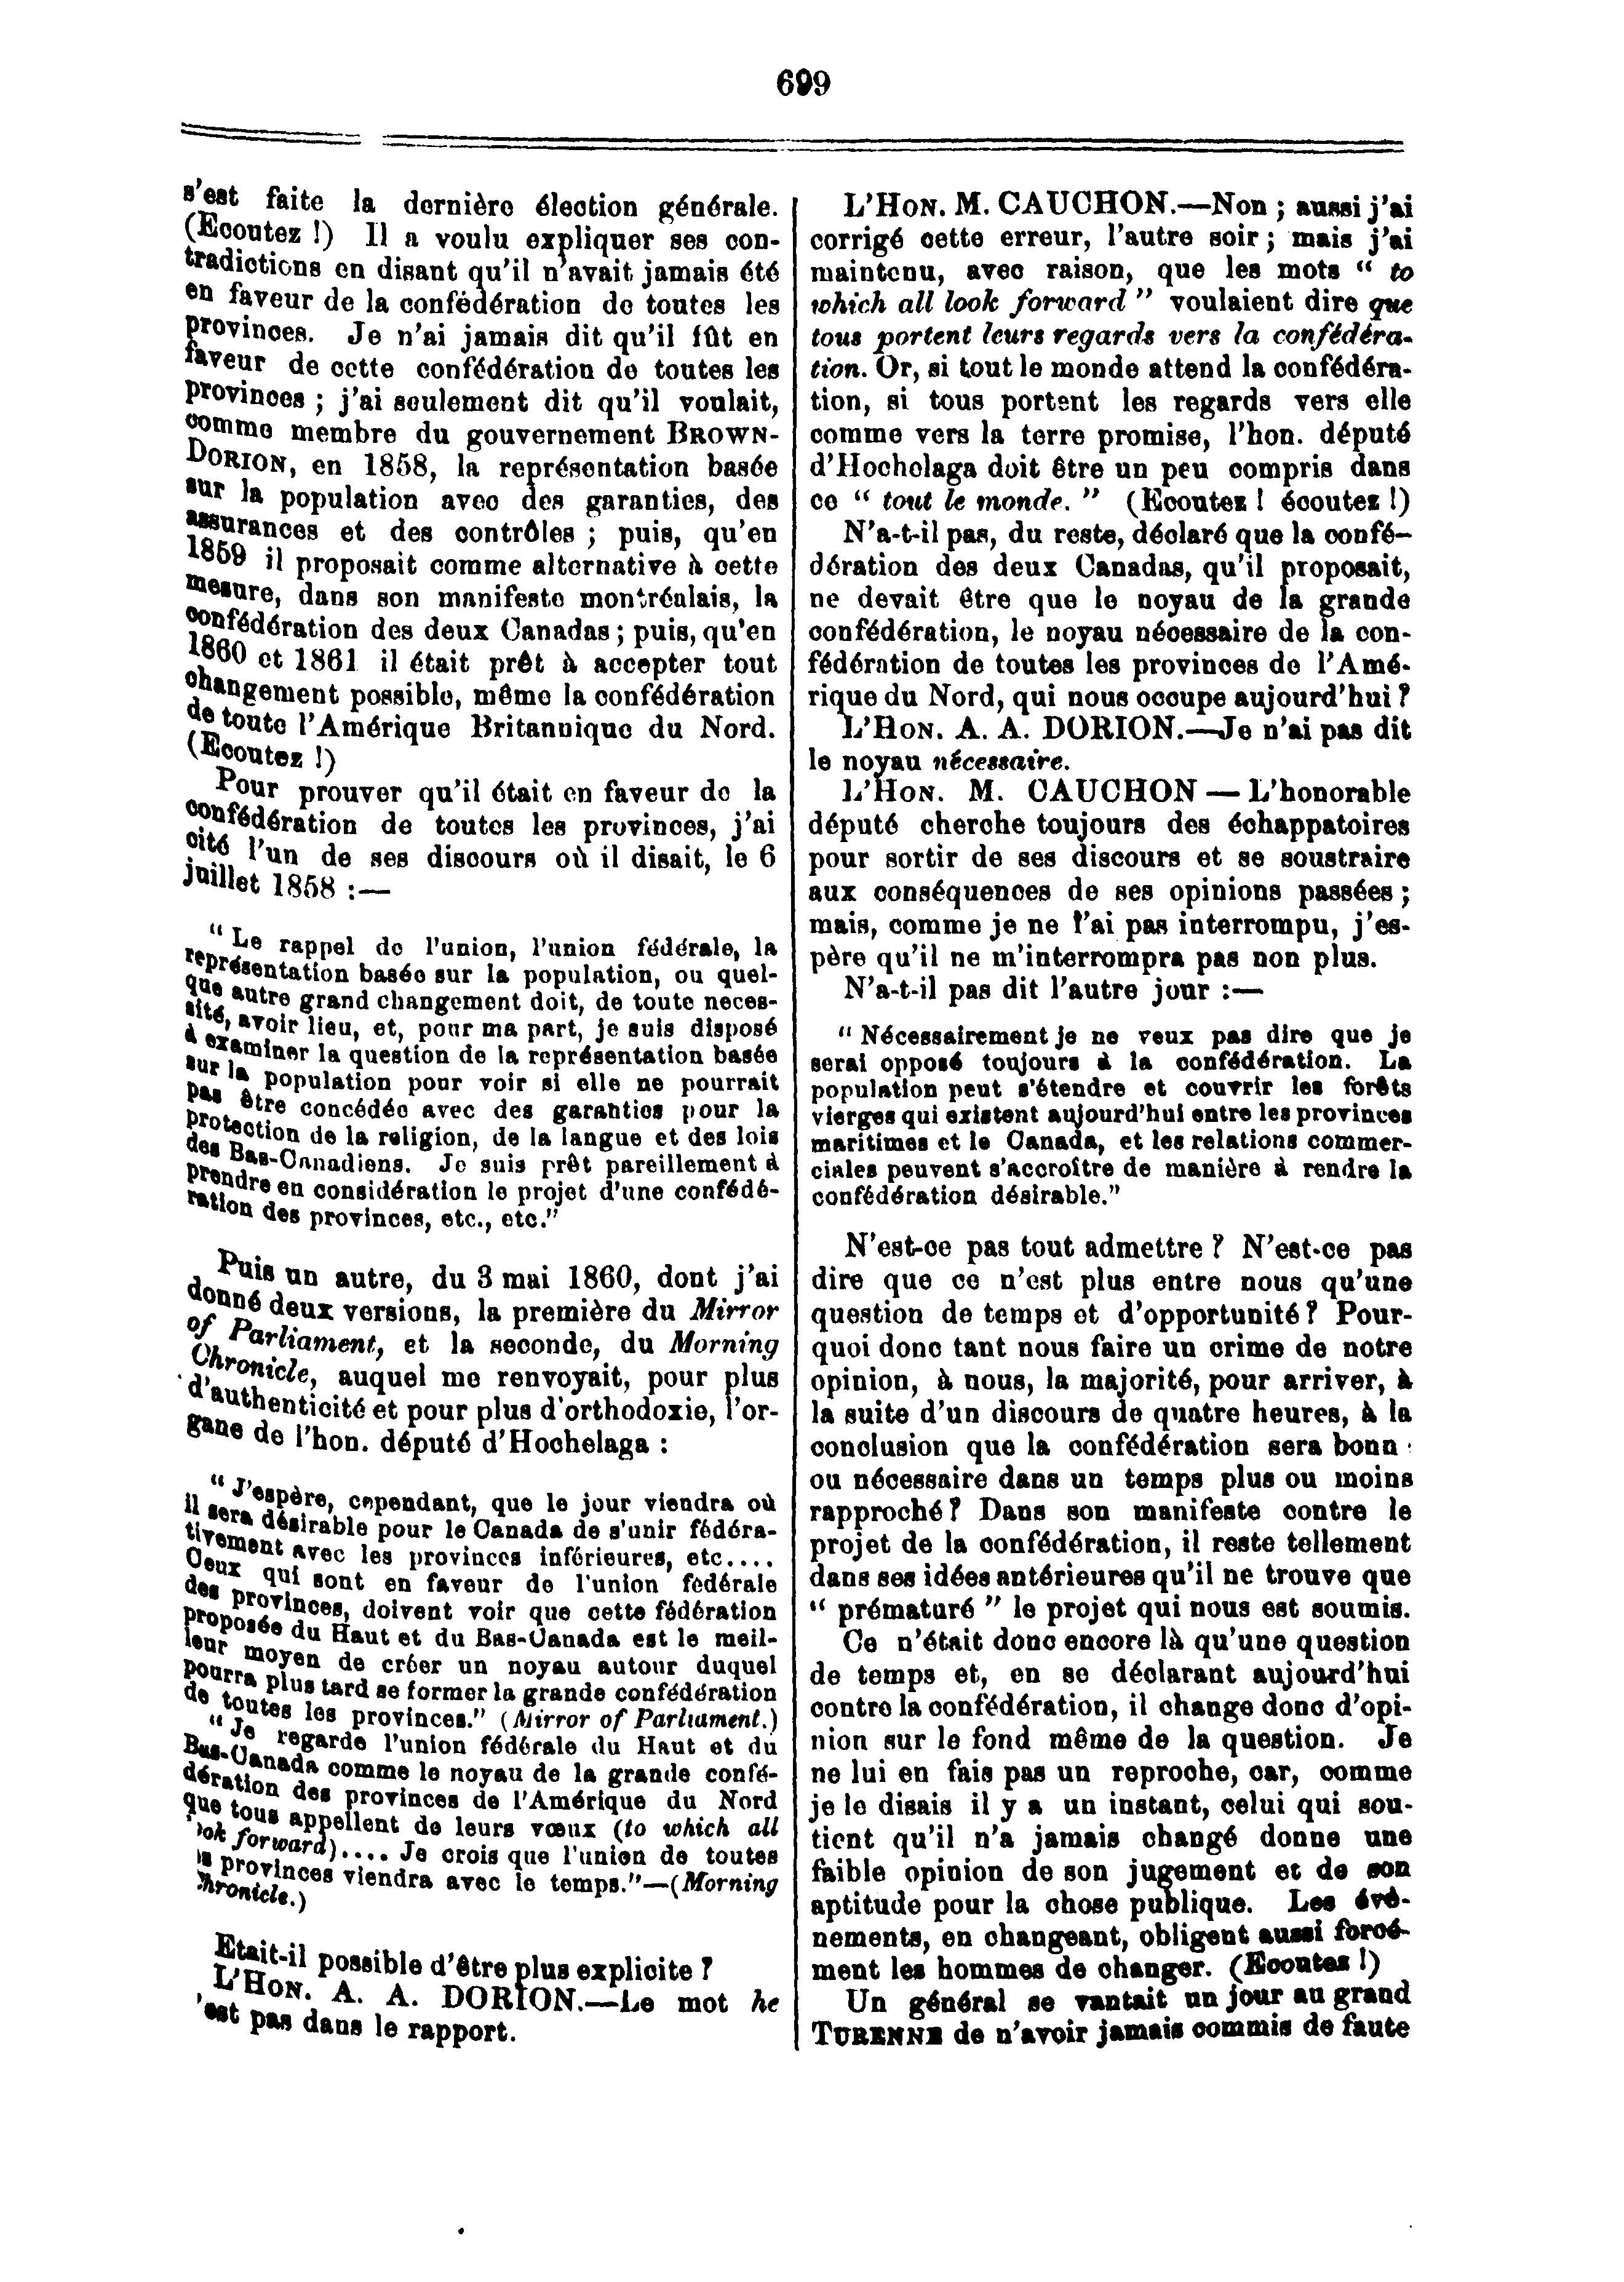 699
s'est faite la dernière élection générale.
(Ecoutez !) Il a voulu expliquer ses con-
tradictions en disant qu'il n'avait jamais été
en faveur de la confédération de toutes les
provinces. Je n'ai jamais dit qu'il fût en
faveur de cette confédération de toutes les
provinces ; j'ai seulement dit qu'il voulait,
comme membre du gouvernement BROWN-
DORION, en 1858, la représentation basée
sur la population avec des garanties, des
assurances et des contrôles ; puis, qu'en
1859 il proposait comme alternative à cette
mesure, dans son manifeste montréalais, la
confédération des deux Canadas ; puis, qu'en
1860 et 1861 il était prêt à accepter tout
changement possible, même la confédération
de toute l'Amérique Britannique du Nord.
(Ecoutez !)
Pour prouver qu'il était en faveur de la
confédération de toutes les provinces, j'ai
cité l'un de ses discours où il disait, le 6
juillet 1858 :—
“ Le rappel de l'union, l'union fédérale, la
représentation basée sur la population, ou quel-
que autre grand changement doit, de toute neces-
sité, avoir lieu, et, pour ma part, je suis disposé
à examiner la question de la représentation basée
sur la population pour voir si elle ne pourrait
pas être concédée avec des garanties pour la
protection de la religion, de la langue et des lois
des Bas-Canadiens. Je suis prêt pareillement à
prendre en considération le projet d'une confédé-
ration des provinces, etc., etc.”
Puis un autre, du 3 mai 1860, dont j'ai
donné deux versions, la première du Mirror
of Parliament, et la seconde, du Morning
Chronicle, auquel me renvoyait, pour plus
d'authenticité et pour plus d'orthodoxie, l'or-
gane de l'hon. député d'Hochelaga :
“ J'espère, cependant, que le jour viendra où
il sera désirable pour le Canada de s'unir fédéra-
tivement avec les provinces inférieures, etc....
Ceux qui sont en faveur de l'union fédérale
des provinces, doivent voir que cette fédération
proposée du Haut et du Bas-Canada est le meil-
leur moyen de créer un noyau autour duquel
pourra plus tard se former la grande confédération
de toutes les provinces.” (Mirror of Parliament.)
“ Je regarde l'union fédérale du Haut et du
Bas-Canada comme le noyau de la grande confé-
dération des provinces de l'Amérique du Nord
que tous appellent de leurs vœux (to which all
look forward).... Je crois que l'union de toutes
les provinces viendra avec le temps.”—(Morning
Chronicle.)
Etait-il possible d'être plus explicite ?
L'HON. A. A. DORION.—Le mot he
n'est pas dans le rapport.
L'HON. M. CAUCHON.—Non ; aussi j'ai
corrigé cette erreur, l'autre soir ; mais j'ai
maintenu, avec raison, que les mots “ to
which all look forward ” voulaient dire que
tous portent leurs regards vers la confédéra-
tion. Or, si tout le monde attend la confédéra-
tion, si tous portent les regards vers elle
comme vers la terre promise, l'hon. député
d'Hochelaga doit être un peu compris dans
ce “ tout le monde. ” (Ecoutez ! écoutez !)
N'a-t-il pas, du reste, déclaré que la confé-
dération des deux Canadas, qu'il proposait,
ne devait être que le noyau de la grande
confédération, le noyau nécessaire de la con-
fédération de toutes les provinces de l'Amé-
rique du Nord, qui nous occupe aujourd'hui ?
L'HON. A. A. DORION.—Je n'ai pas dit
le noyau nécessaire.
L'HON. M. CAUCHON — L'honorable
député cherche toujours des échappatoires
pour sortir de ses discours et se soustraire
aux conséquences de ses opinions passées ;
mais, comme je ne l'ai pas interrompu, j'es-
père qu'il ne m'interrompra pas non plus.
N'a-t-il pas dit l'autre jour :—
“ Nécessairement je ne veux pas dire que je
serai opposé toujours à la confédération. La
population peut s'étendre et couvrir les forêts
vierges qui existent aujourd'hui entre les provinces
maritimes et le Canada, et les relations commer-
ciales peuvent s'accroître de manière à rendre la
confédération désirable.”
N'est-ce pas tout admettre ? N'est-ce pas
dire que ce n'est plus entre nous qu'une
question de temps et d'opportunité ? Pour-
quoi donc tant nous faire un crime de notre
opinion, à nous, la majorité, pour arriver, à
la suite d'un discours de quatre heures, à la
conclusion que la confédération sera bonne
ou nécessaire dans un temps plus ou moins
rapproché ? Dans son manifeste contre le
projet de la confédération, il reste tellement
dans ses idées antérieures qu'il ne trouve que
“ prématuré ” le projet qui nous est soumis.
Ce n'était donc encore là qu'une question
de temps et, en se déclarant aujourd'hui
contre la confédération, il change donc d'opi-
nion sur le fond même de la question. Je
ne lui en fais pas un reproche, car, comme
je le disais il y a un instant, celui qui sou-
tient qu'il n'a jamais changé donne une
faible opinion de son jugement et de son
aptitude pour la chose publique. Les évé-
nements, en changeant, obligent aussi forcé-
ment les hommes de changer. (Ecoutez !)
Un général se vantait un jour au grand
TURENNE de n'avoir jamais commis de faute